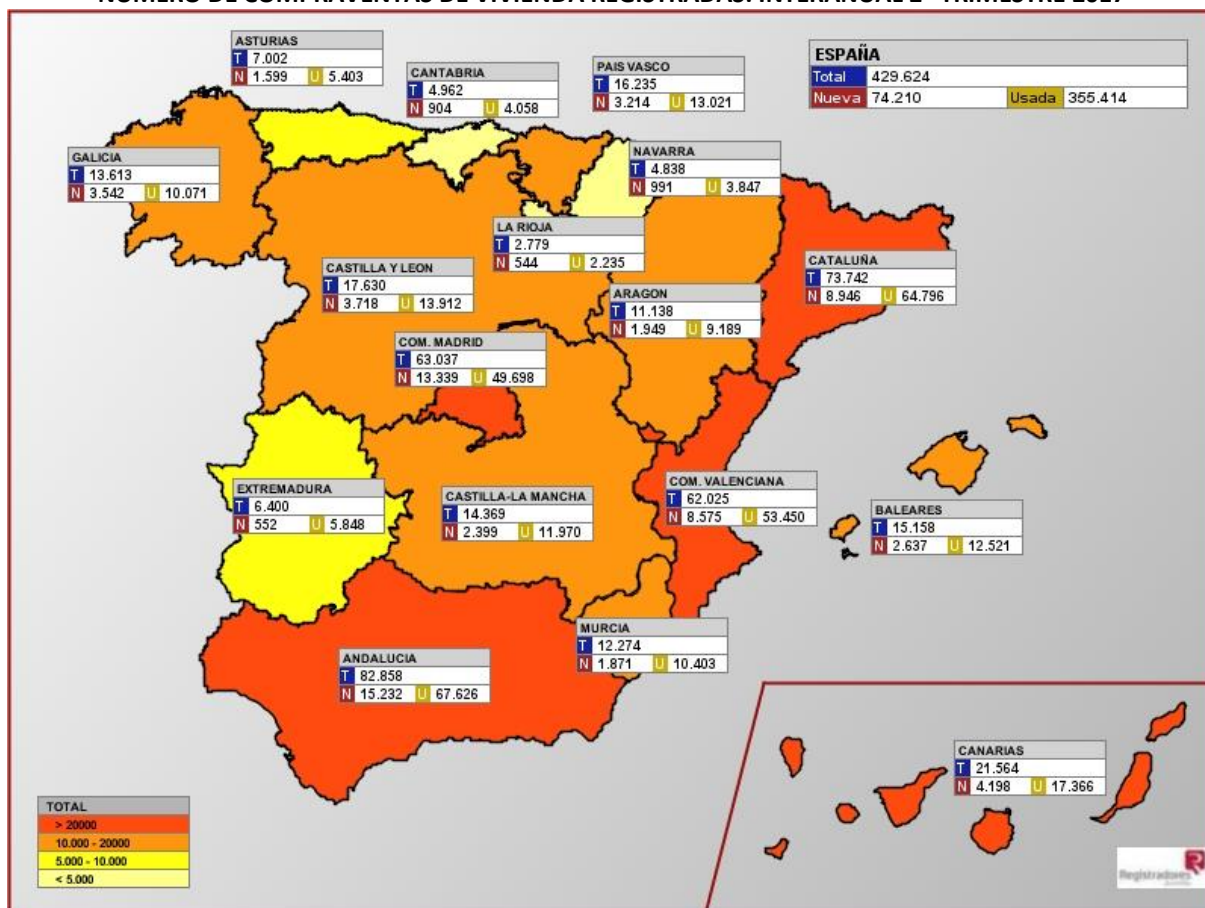 ASTURIAS
T 7.002
N 1.599 U 5.403
CANTABRIA
T 4.962
N 904 U 4.058
PAIS VASCO
T 16.235
N 3.214 U 13.021
ESPAÑA
Total 429.624
Nueva 74.210 Usada 355.414
GALICIA
T 13.613
N 3.542 U 10.071
NAVARRA
T 4.838
N 991 U 3.847
LA RIOJA
T 2.779
N 544 U 2.235
CASTILLA Y LEON
T 17.630
N 3.718 U 13.912
CATALUÑA
T 73.742
N 8.946 U 64.796
ARAGON
T 11.138
N 1.949 U 9.189
COM. MADRID
T 63.037
N 13.339 U 49.698
EXTREMADURA
T 6.400
N 552 U 5.848
CASTILLA-LA MANCHA
T 14.369
N 2.399 U 11.970
COM. VALENCIANA
T 62.025
N 8.575 U 53.450
BALEARES
T 15.158
N 2.637 U 12.521
MURCIA
T 12.274
N 1.871 U 10.403
ANDALUCIA
T 82.858
N 15.232 U 67.626
CANARIAS
T 21.564
N 4.198 U 17.366
TOTAL
> 20000
10.000 - 20000
5.000 - 10.000
< 5.000
Registradores